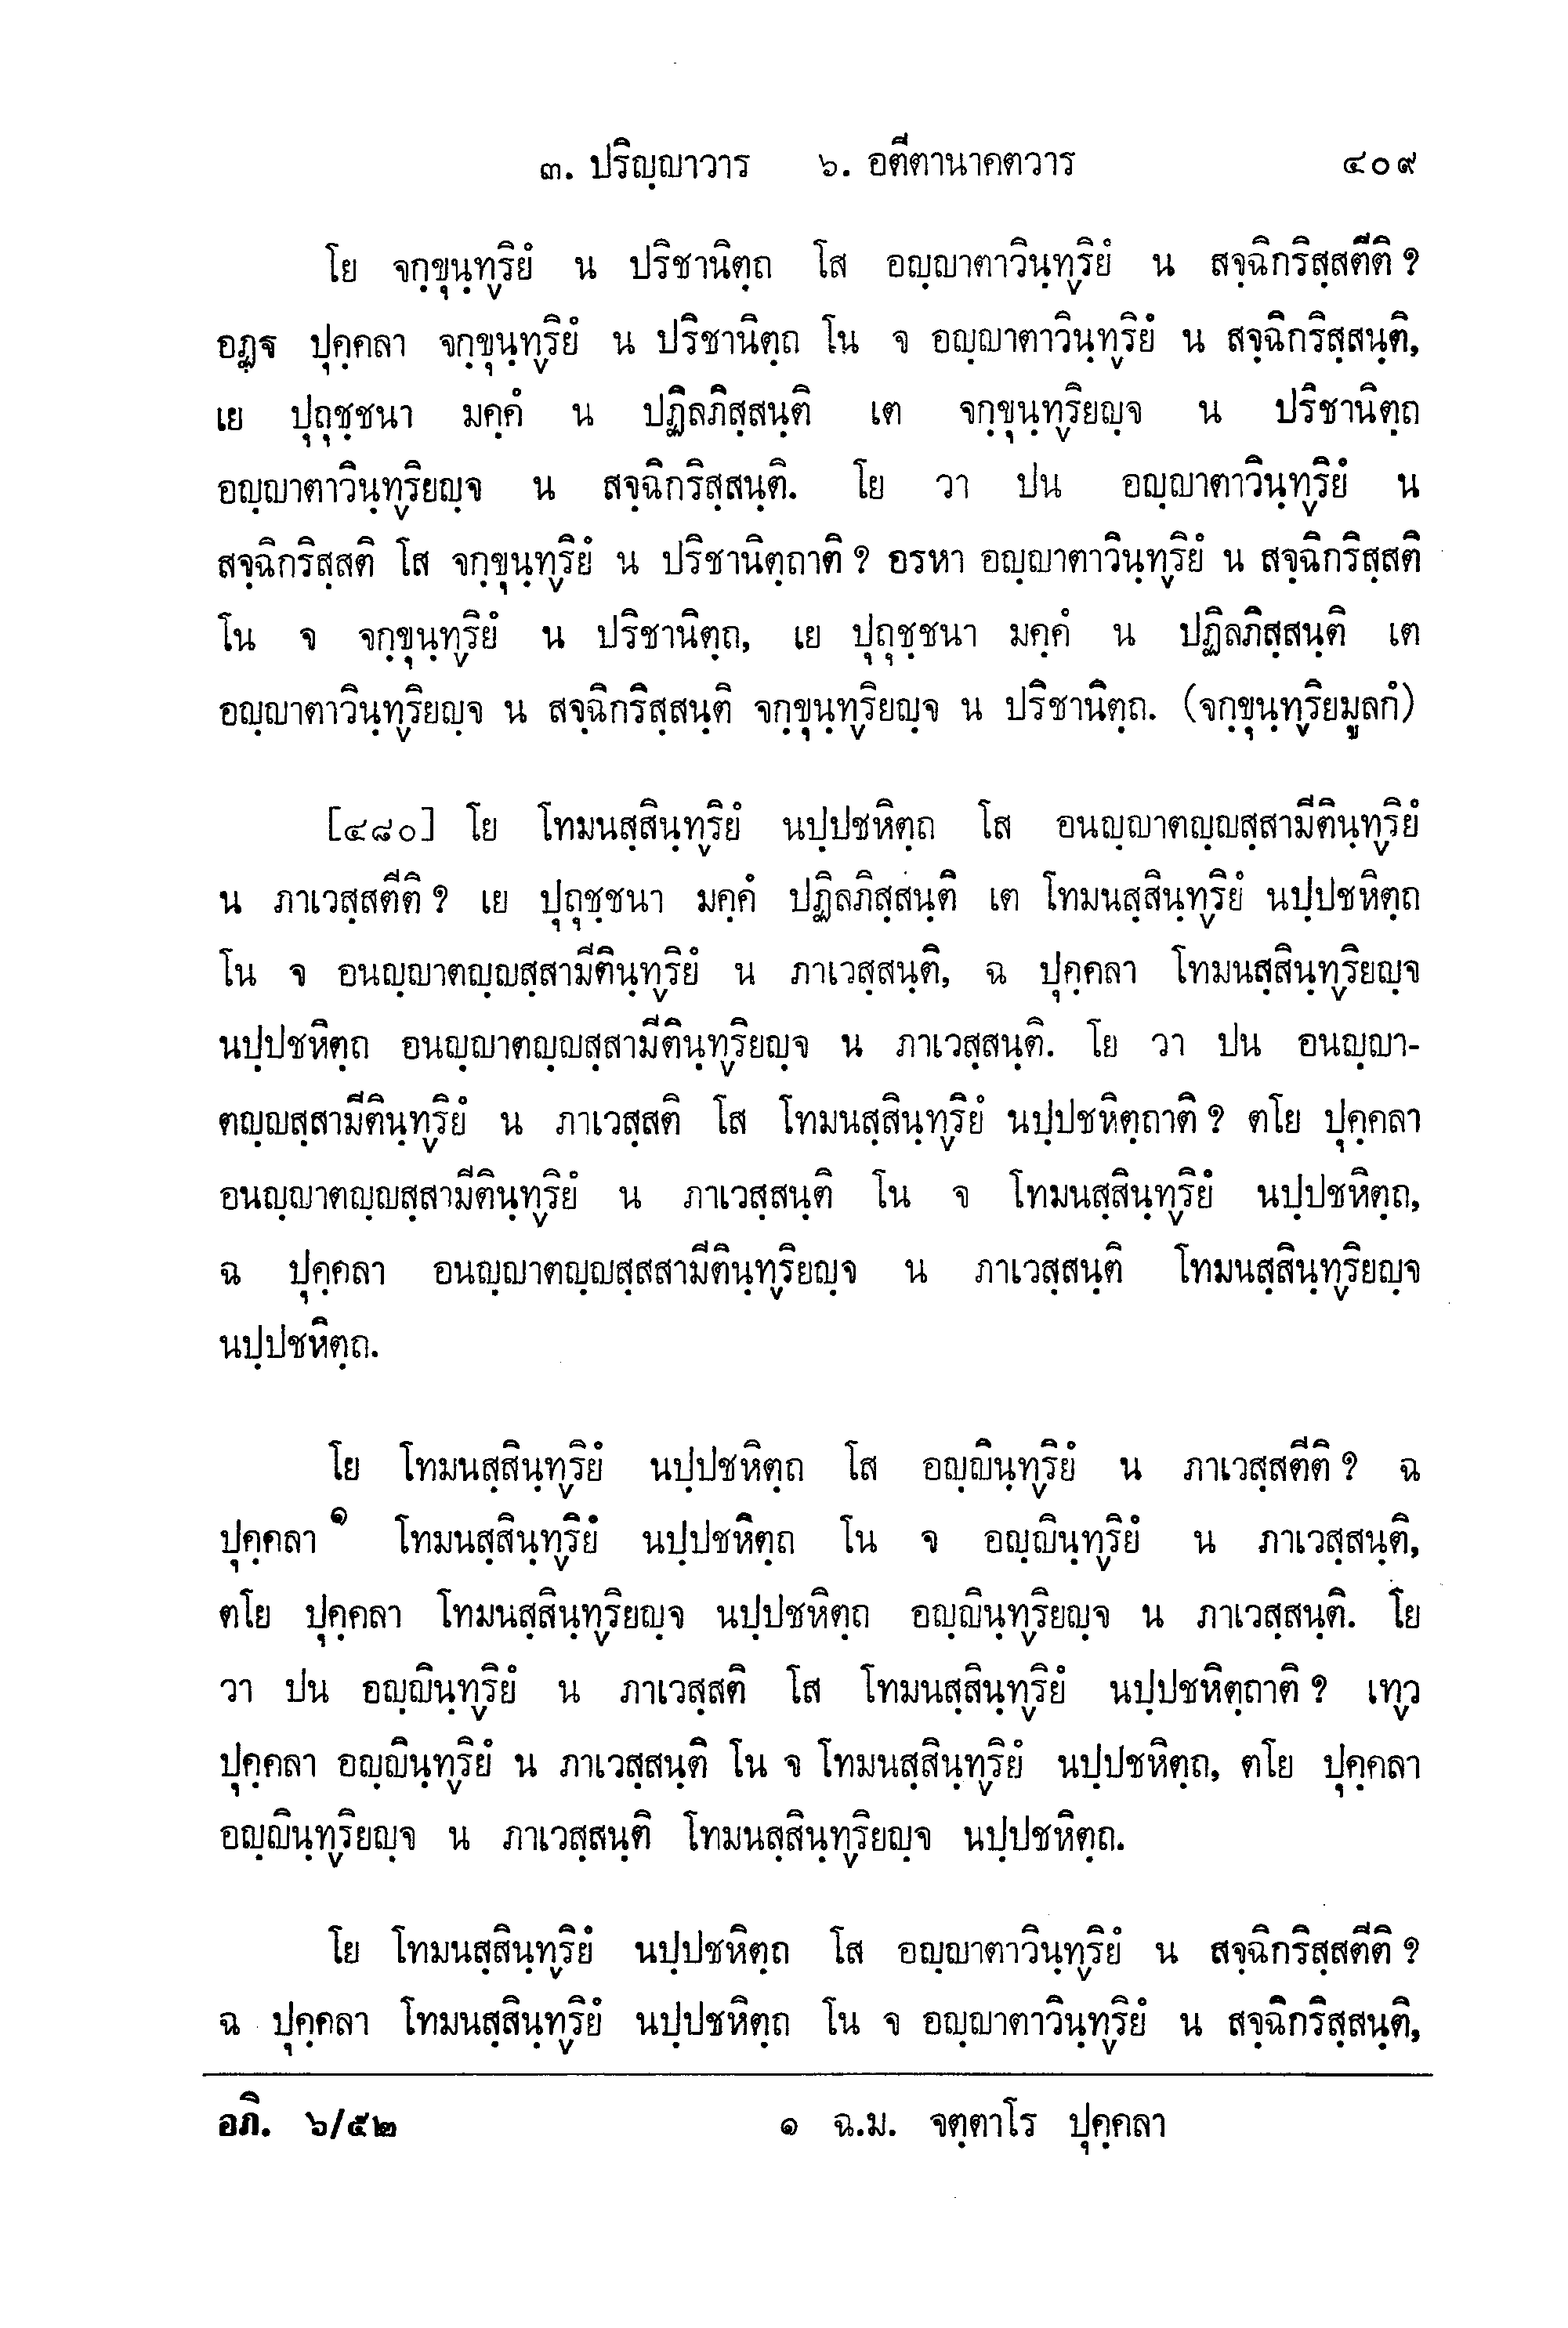 ๓. ปริญฺญาวาร ๖. อตีตานาคตวาร ๔๐๙
โย จกฺขุนฺทฺริยํ น ปริชานิตฺถ โส อญฺญาตาวินฺทฺริยํ น สจฺฉิกริสฺสตีติ ?
อฏฺฐ ปุคฺคลา จกฺขุนฺทฺริยํ น ปริชานิตฺถ โน จ อญฺญาตาวินฺทฺริยํ น สจฺฉิกริสฺสนฺติ,
เย ปุถุชฺชนา มคฺคํ น ปฏิลภิสฺสนฺติ เต จกฺขุนฺทฺริยญฺจ น ปริชานิตฺถ
อญฺญาตาวินฺทฺริยญฺจ น สจฺฉิกริสฺสนฺติ. โย วา ปน อญฺญาตาวินฺทฺริยํ น
สจฺฉิกริสฺสติ โส จกฺขุนฺทฺริยํ น ปริชานิตฺถาติ ? อรหา อญฺญาตาวินฺทฺริยํ น สจฺฉิกริสฺสติ
โน จ จกฺขุนฺทฺริยํ น ปริชานิตฺถ, เย ปุถุชฺชนา มคฺคํ น ปฏิลภิสฺสนฺติ เต
อญฺญาตาวินฺทฺริยญฺจ น สจฺฉิกริสฺสนฺติ จกฺขุนฺทฺริยญฺจ น ปริชานิตฺถ. (จกฺขุนฺทฺริยมูลกํ)
[๔๘๐] โย โทมนสฺสินฺทฺริยํ นปฺปชหิตฺถ โส อนญฺญาตญฺญสฺสามีตินฺทฺริยํ
น ภาเวสฺสตีติ ? เย ปุถุชฺชนา มคฺคํ ปฏิลภิสฺสนฺติ เต โทมนสฺสินฺทฺริยํ นปฺปชหิตฺถ
โน จ อนญฺญาตญฺญสฺสามีตินฺทฺริยํ น ภาเวสฺสนฺติ, ฉ ปุคฺคลา โทมนสฺสินฺทฺริยญฺจ
นปฺปชหิตฺถ อนญฺญาตญฺญสฺสามีตินฺทฺริยญฺจ น ภาเวสฺสนฺติ. โย วา ปน อนญฺญา-
ตญฺญสฺสามีตินฺทฺริยํ น ภาเวสฺสติ โส โทมนสฺสินฺทฺริยํ นปฺปชหิตฺถาติ ? ตโย ปุคฺคลา
อนญฺญาตญฺญสฺสามีตินฺทฺริยํ น ภาเวสฺสนฺติ โน จ โทมนสฺสินฺทฺริยํ นปฺปชหิตฺถ,
ฉ ปุคฺคลา อนญฺญาตญฺญสฺสสามีตินฺทฺริยญฺจ น ภาเวสฺสนฺติ โทมนสฺสินฺทฺริยญฺจ
นปฺปชหิตฺถ.
โย โทมนสฺสินฺทฺริยํ นปฺปชหิตฺถ โส อญฺญินฺทฺริยํ น ภาเวสฺสตีติ ? ฉ
ปุคฺคลา ๑ โทมนสฺสินฺทฺริยํ นปฺปชหิตฺถ โน จ อญฺญินฺทฺริยํ น ภาเวสฺสนฺติ,
ตโย ปุคฺคลา โทมนสฺสินฺทฺริยญฺจ นปฺปชหิตฺถ อญฺญินฺทฺริยญฺจ น ภาเวสฺสนฺติ. โย
วา ปน อญฺญินฺทฺริยํ น ภาเวสฺสติ โส โทมนสฺสินฺทฺริยํ นปฺปชหิตฺถาติ ? เทฺว
ปุคฺคลา อญฺญินฺทฺริยํ น ภาเวสฺสนฺติ โน จ โทมนสฺสินฺทฺริยํ นปฺปชหิตฺถ, ตโย ปุคฺคลา
อญฺญินฺทฺริยญฺจ น ภาเวสฺสนฺติ โทมนสฺสินฺทฺริยญฺจ นปฺปชหิตฺถ.
โย โทมนสฺสินฺทฺริยํ นปฺปชหิตฺถ โส อญฺญาตาวินฺทฺริยํ น สจฺฉิกริสฺสตีติ ?
ฉ ปุคฺคลา โทมนสฺสินฺทฺริยํ นปฺปชหิตฺถ โน จ อญฺญาตาวินฺทฺริยํ น สจฺฉิกริสฺสนฺติ,
อภิ. ๖/๕๒ ๑ ฉ.ม. จตฺตาโร ปุคฺคลา